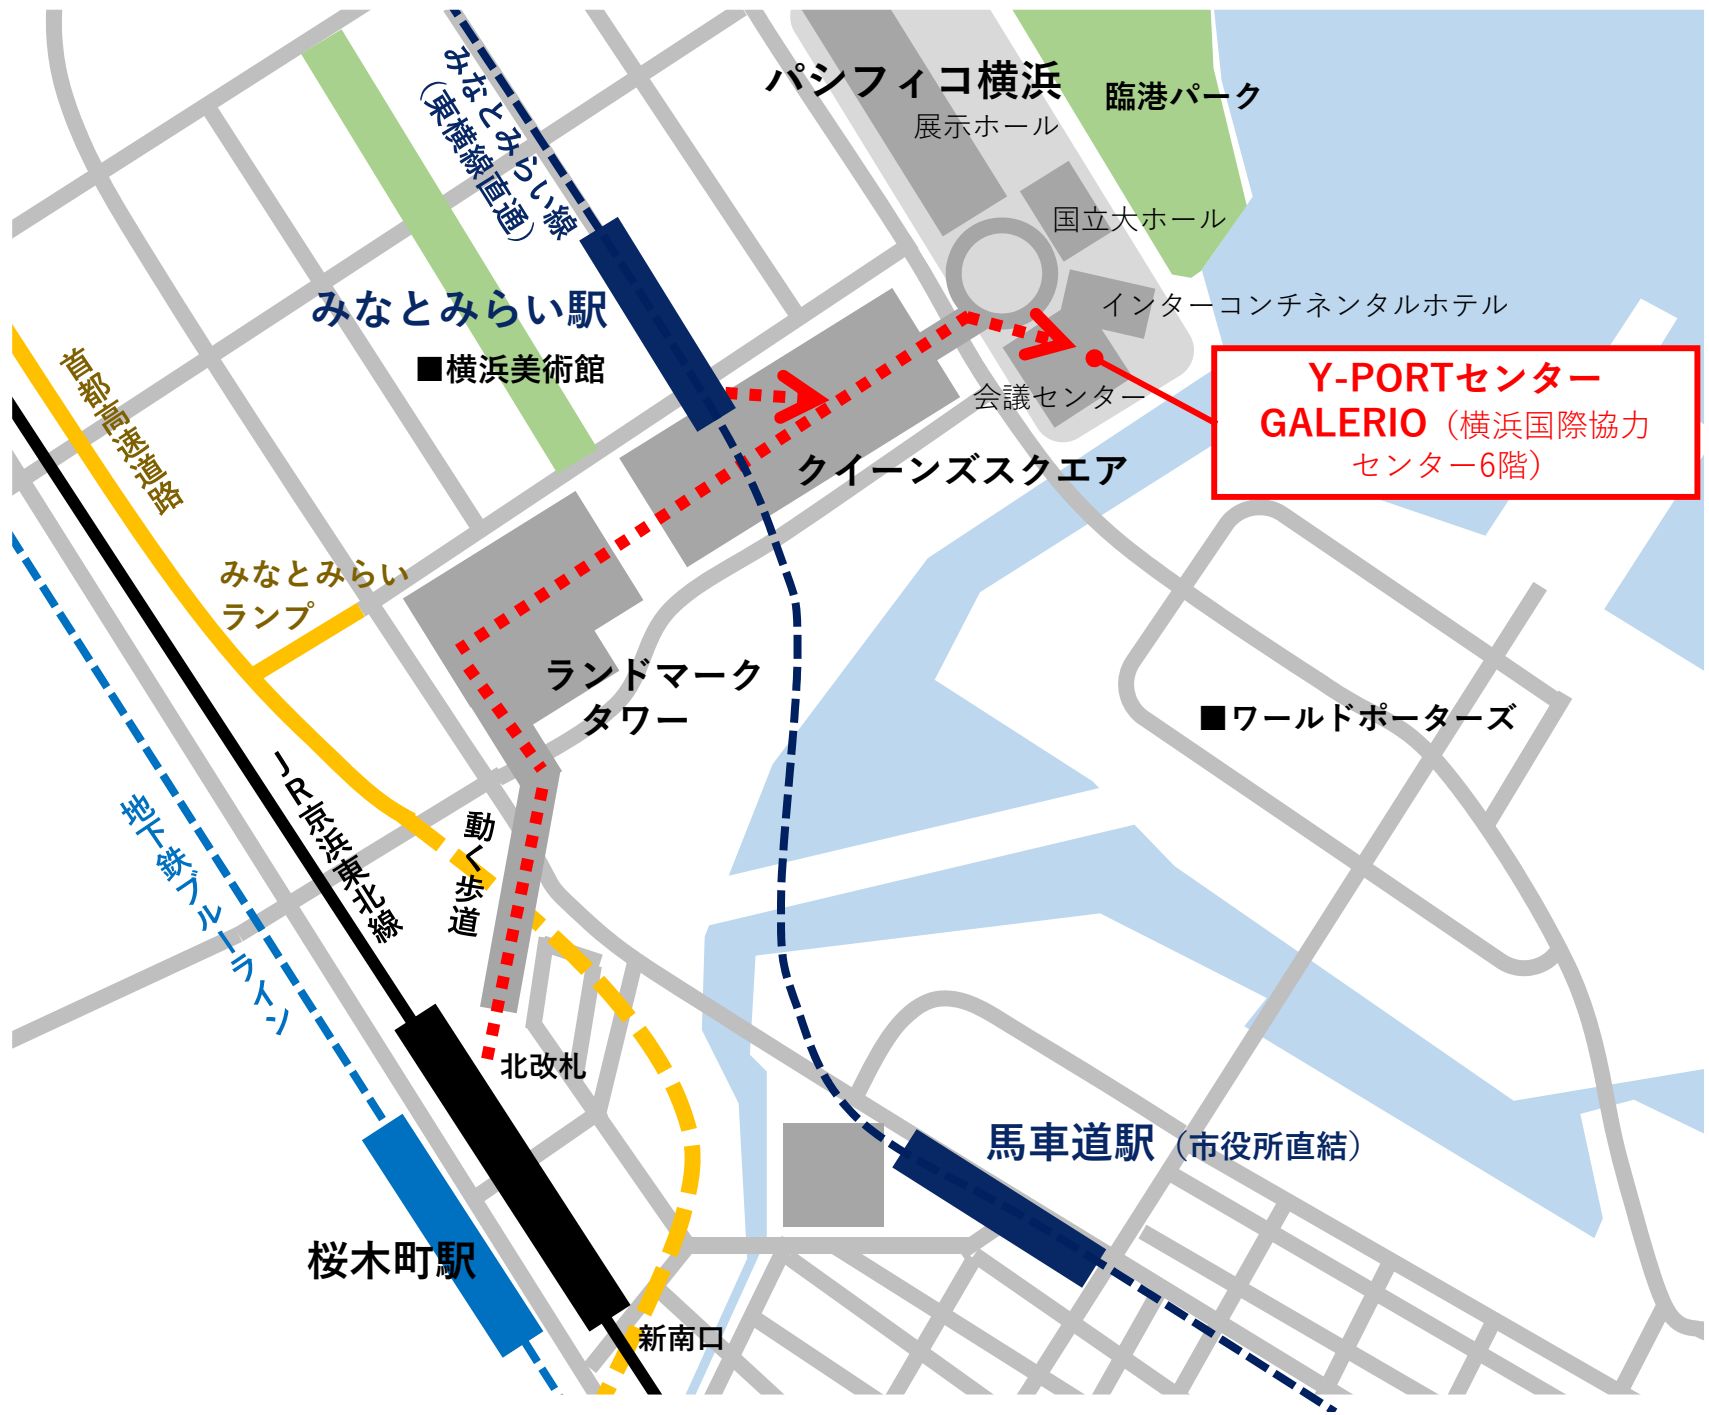 みなとみらい線
（東横線直通）
パシフィコ横浜
展示ホール
臨港パーク
国立大ホール
みなとみらい駅
インターコンチネンタルホテル
■横浜美術館
会議センター
Y-PORTセンター
GALERIO（横浜国際協力
センター6階）
首都高速道路
クイーンズスクエア
みなとみらい
ランプ
ランドマーク
タワー
■ワールドポーターズ
JR京浜東北線
地下鉄ブルーライン
動く歩道
北改札
馬車道駅（市役所直結）
桜木町駅
新南口